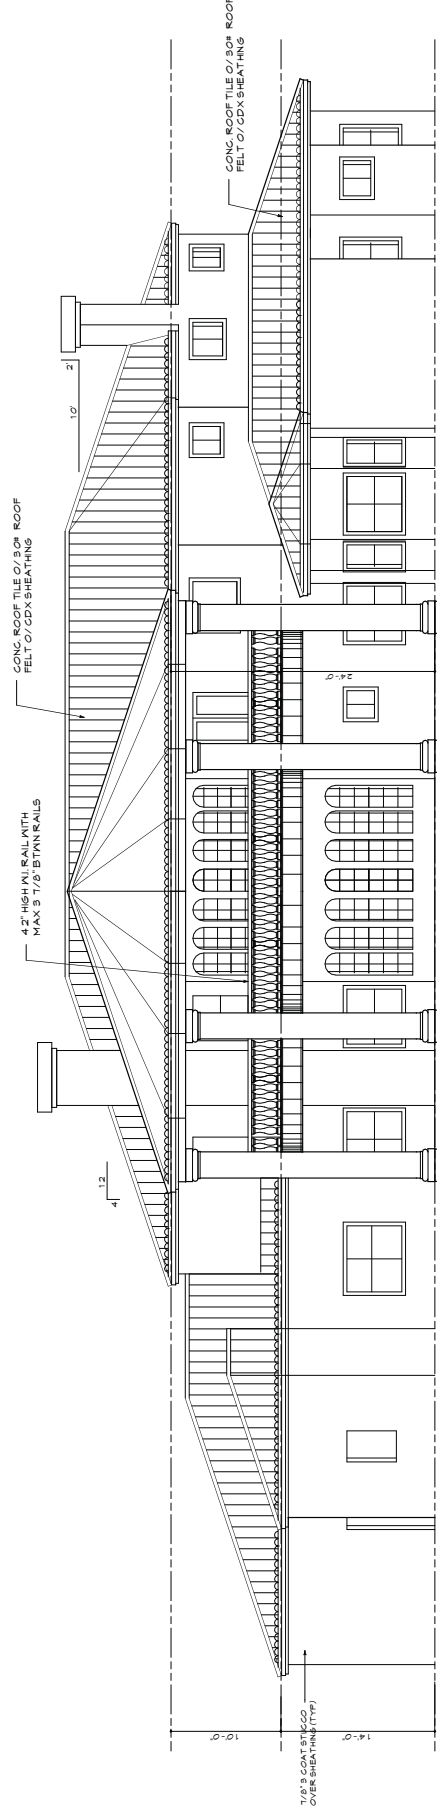 CONC. ROOF TILE O/ 30# ROOF
FELT O/ CDX SHEATHING
2'
10'
CONC. ROOF TILE O/ 30# ROOF
FELT O/ CDX SHEATHING
42" HIGH W.I. RAIL WITH
MAX 3 7/8" BTWN RAILS
24'-0"
12
4
10'-0"
14'-0"
7/8" 3 COAT STUCCO
OVER SHEATHING (TYP)